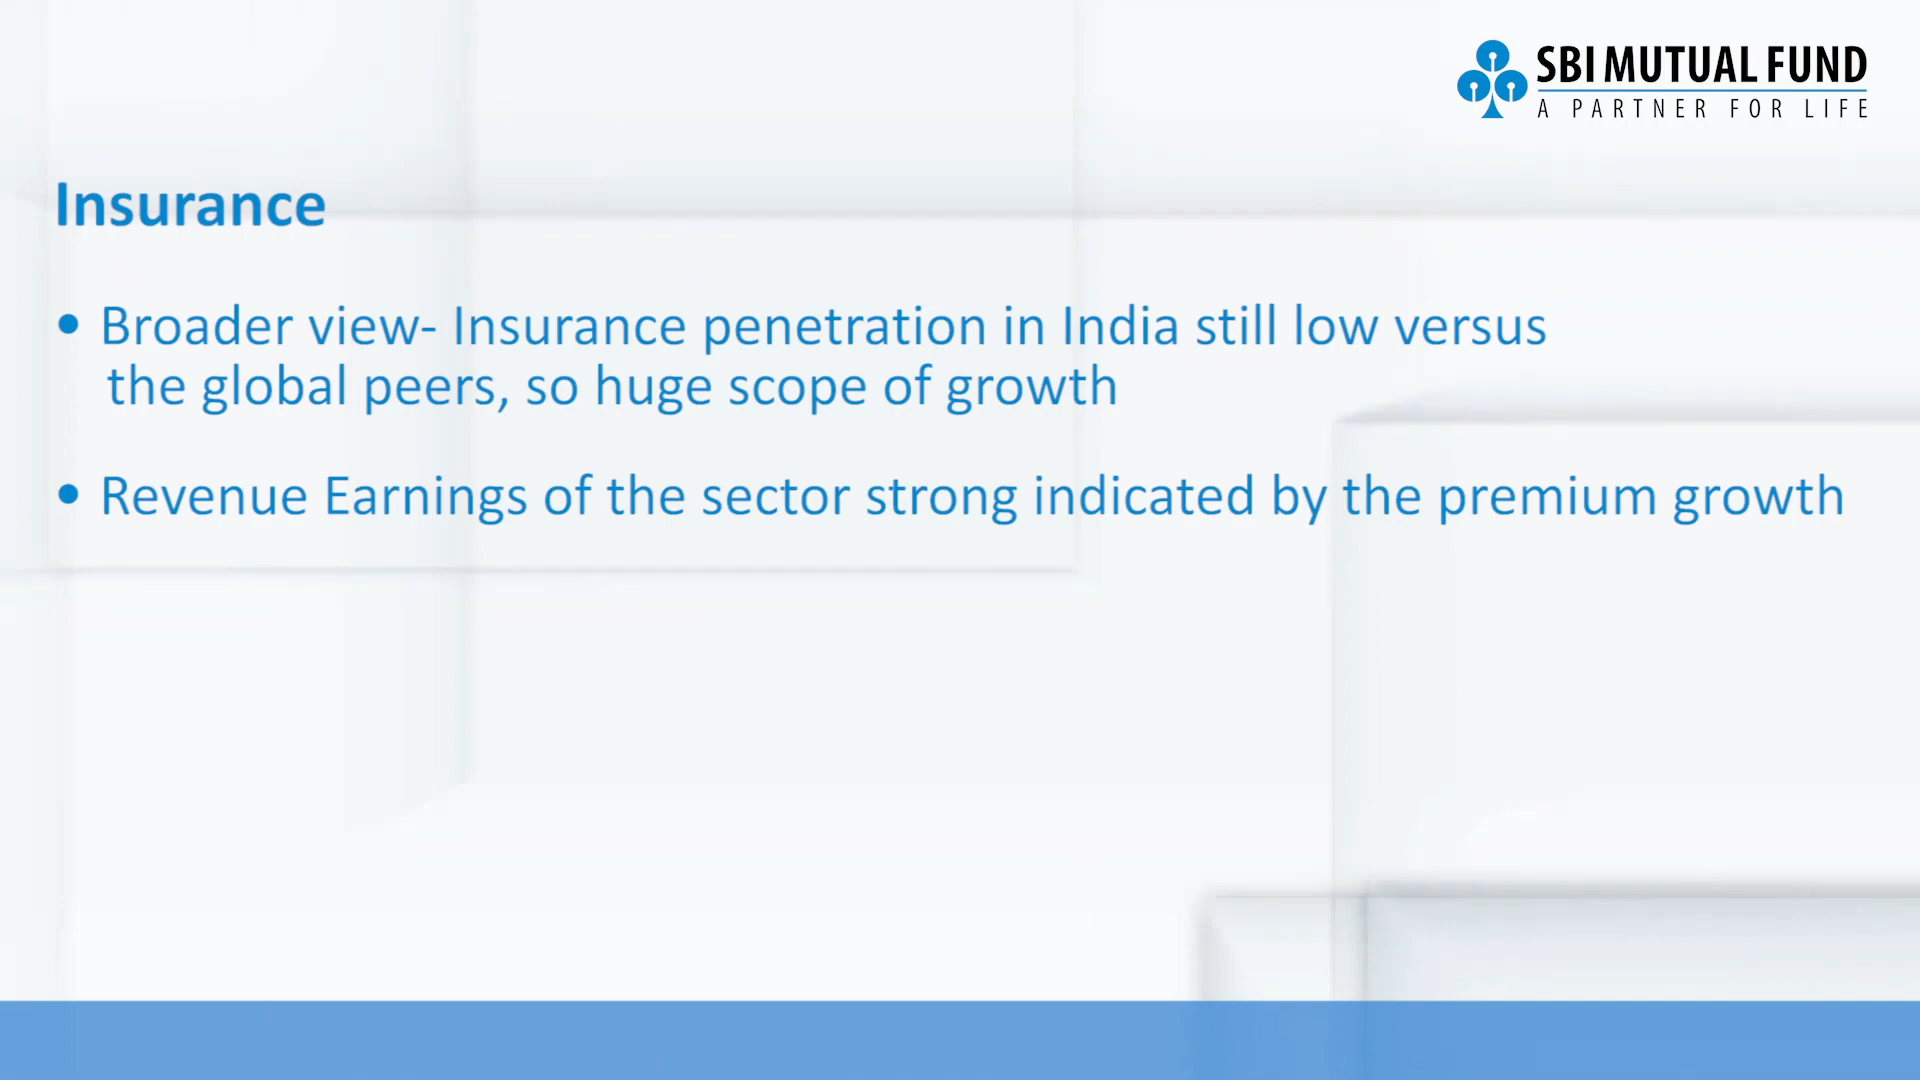 SBI MUTUAL FUND
A PARTNER FOR LIFE
Insurance
• Broader view- Insurance penetration in India still low versus
the global peers, so huge scope of growth
• Revenue Earnings of the sector strong indicated by the premium growth